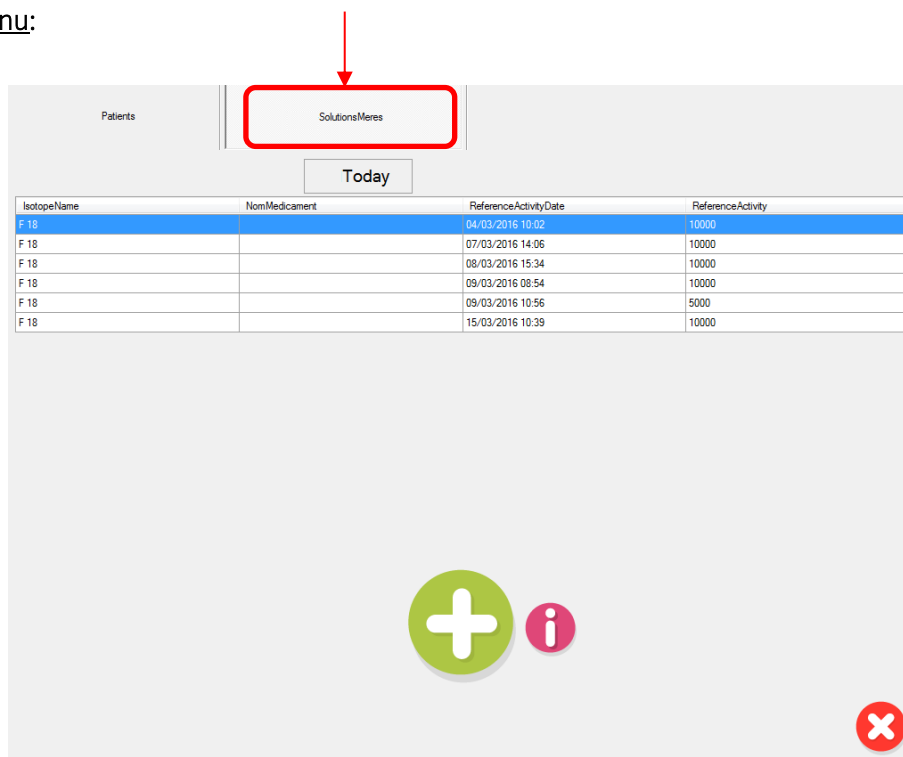 nu:
Patients SolutionsMeres
Today
IsotopeName NomMedicament ReferenceActivityDate ReferenceActivity
F 18 04/03/2016 10:02 10000
F 18 07/03/2016 14:06 10000
F 18 08/03/2016 15:34 10000
F 18 09/03/2016 08:54 10000
F 18 09/03/2016 10:56 5000
F 18 15/03/2016 10:39 10000